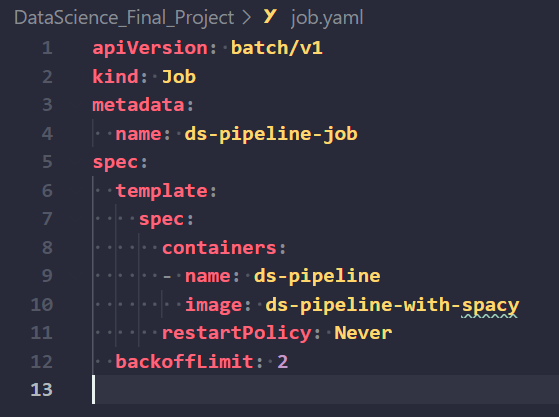 DataScience_Final_Project > job.yaml
1 apiVersion: batch/v1
2 kind: Job
3 metadata:
4   name: ds-pipeline-job
5 spec:
6   template:
7     spec:
8       containers:
9       - name: ds-pipeline
10         image: ds-pipeline-with-spacy
11       restartPolicy: Never
12   backoffLimit: 2
13